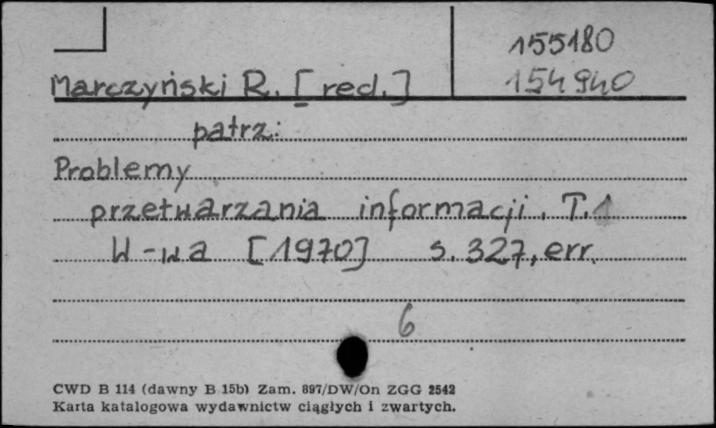 155180
Marczyński R. [red.] 154940
patrz:
Problemy
przetwarzania informacji. T. 1
W-wa [1970] s. 327, err.
6
CWD B 114 (dawny B 15b) Zam. 897/DW/On ZGG 2542
Karta katalogowa wydawnictw ciągłych i zwartych.